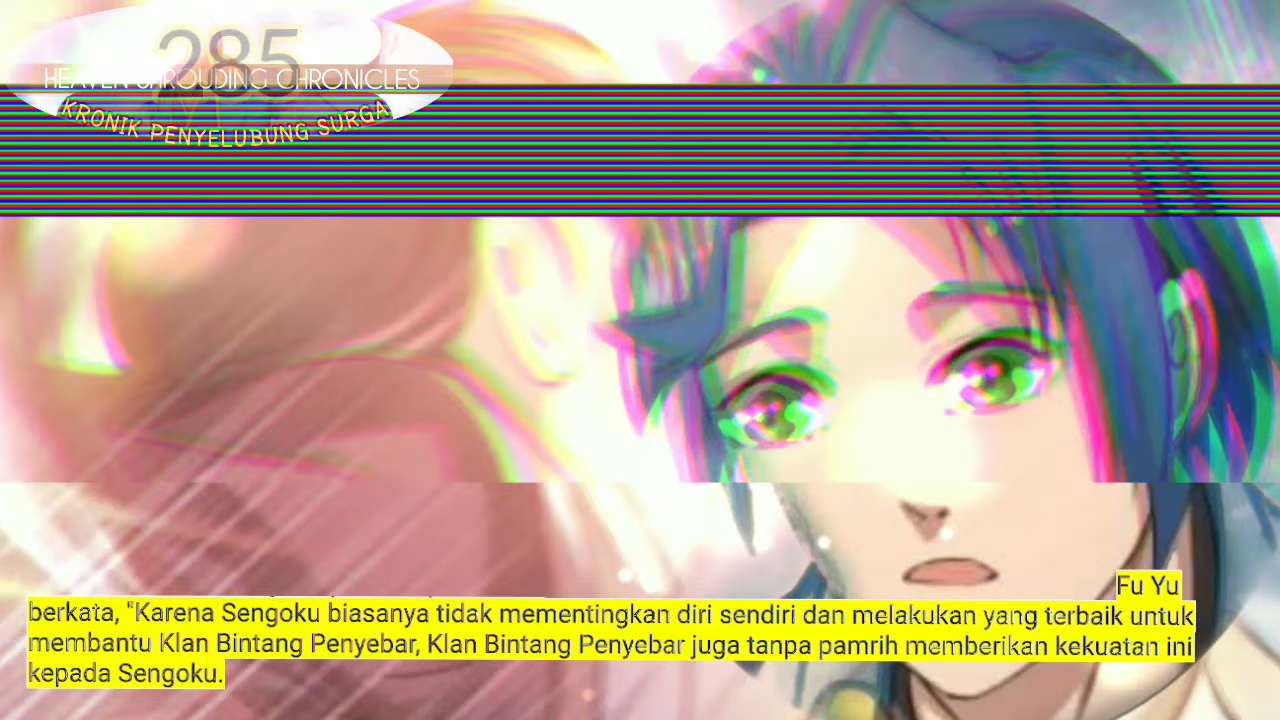 285
HEAVEN SHROUDING CHRONICLES
KRONIK PENYELUBUNG SURGA
Fu Yu
berkata, "Karena Sengoku biasanya tidak mementingkan diri sendiri dan melakukan yang terbaik untuk
membantu Klan Bintang Penyebar, Klan Bintang Penyebar juga tanpa pamrih memberikan kekuatan ini
kepada Sengoku.